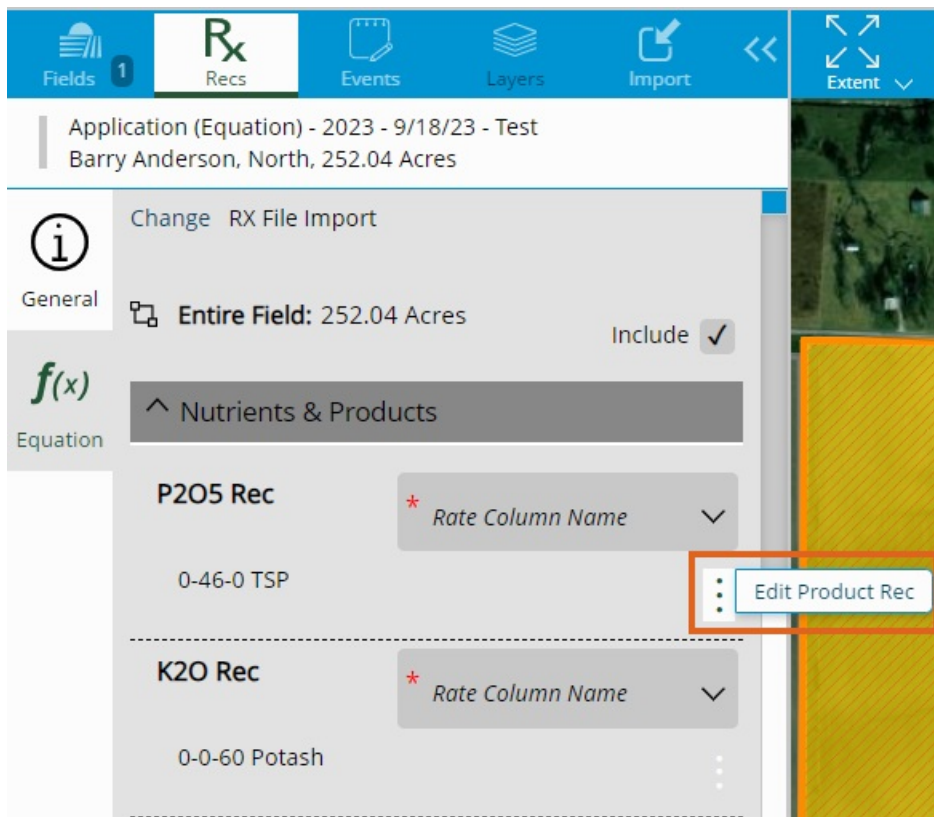 Fields 1
Rx
Recs
Events
Layers
Import
Extent
Application (Equation) - 2023 - 9/18/23 - Test
Barry Anderson, North, 252.04 Acres
i
General
f(x)
Equation
Change RX File Import
Entire Field: 252.04 Acres
Include
Nutrients & Products
P2O5 Rec
* Rate Column Name
0-46-0 TSP
Edit Product Rec
K2O Rec
* Rate Column Name
0-0-60 Potash